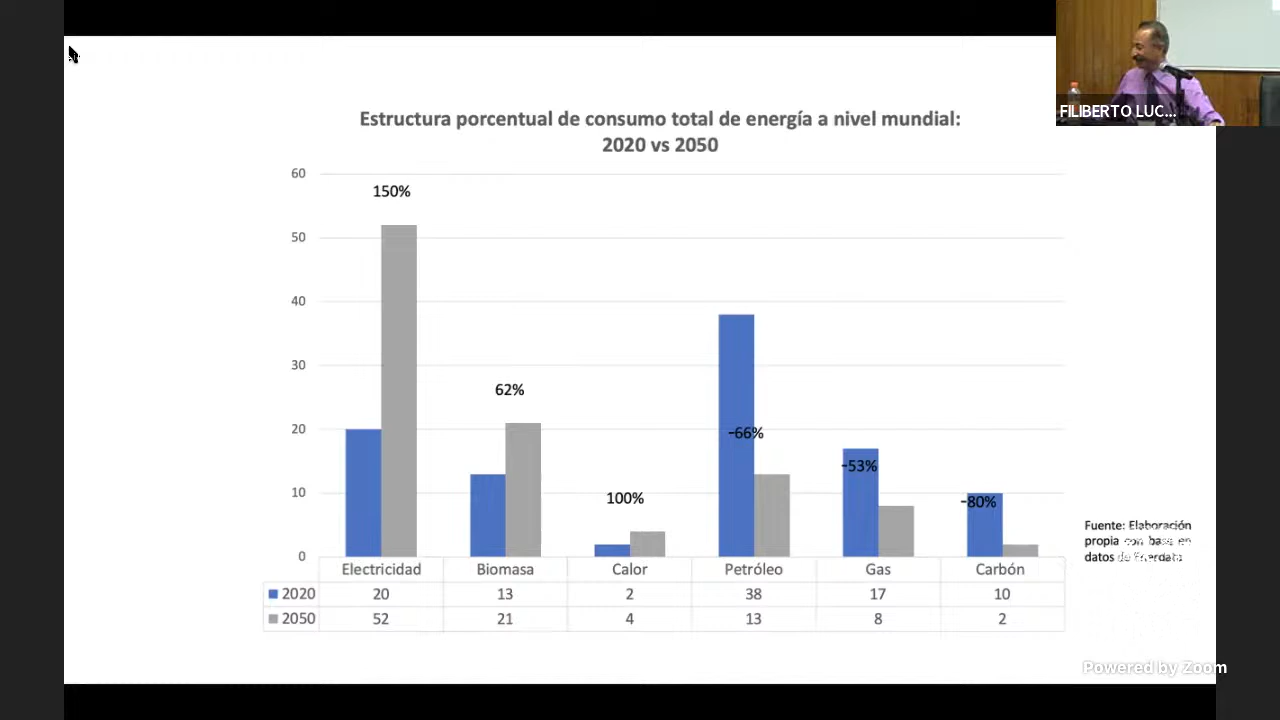 FILIBERTO LUC...
Estructura porcentual de consumo total de energía a nivel mundial:
2020 vs 2050
60
50
40
30
20
10
0
150%
62%
100%
-66%
-53%
-80%
Electricidad Biomasa Calor Petróleo Gas Carbón
2020 20 13 2 38 17 10
2050 52 21 4 13 8 2
Fuente: Elaboración
propia con base en
datos de
Powered by Zoom